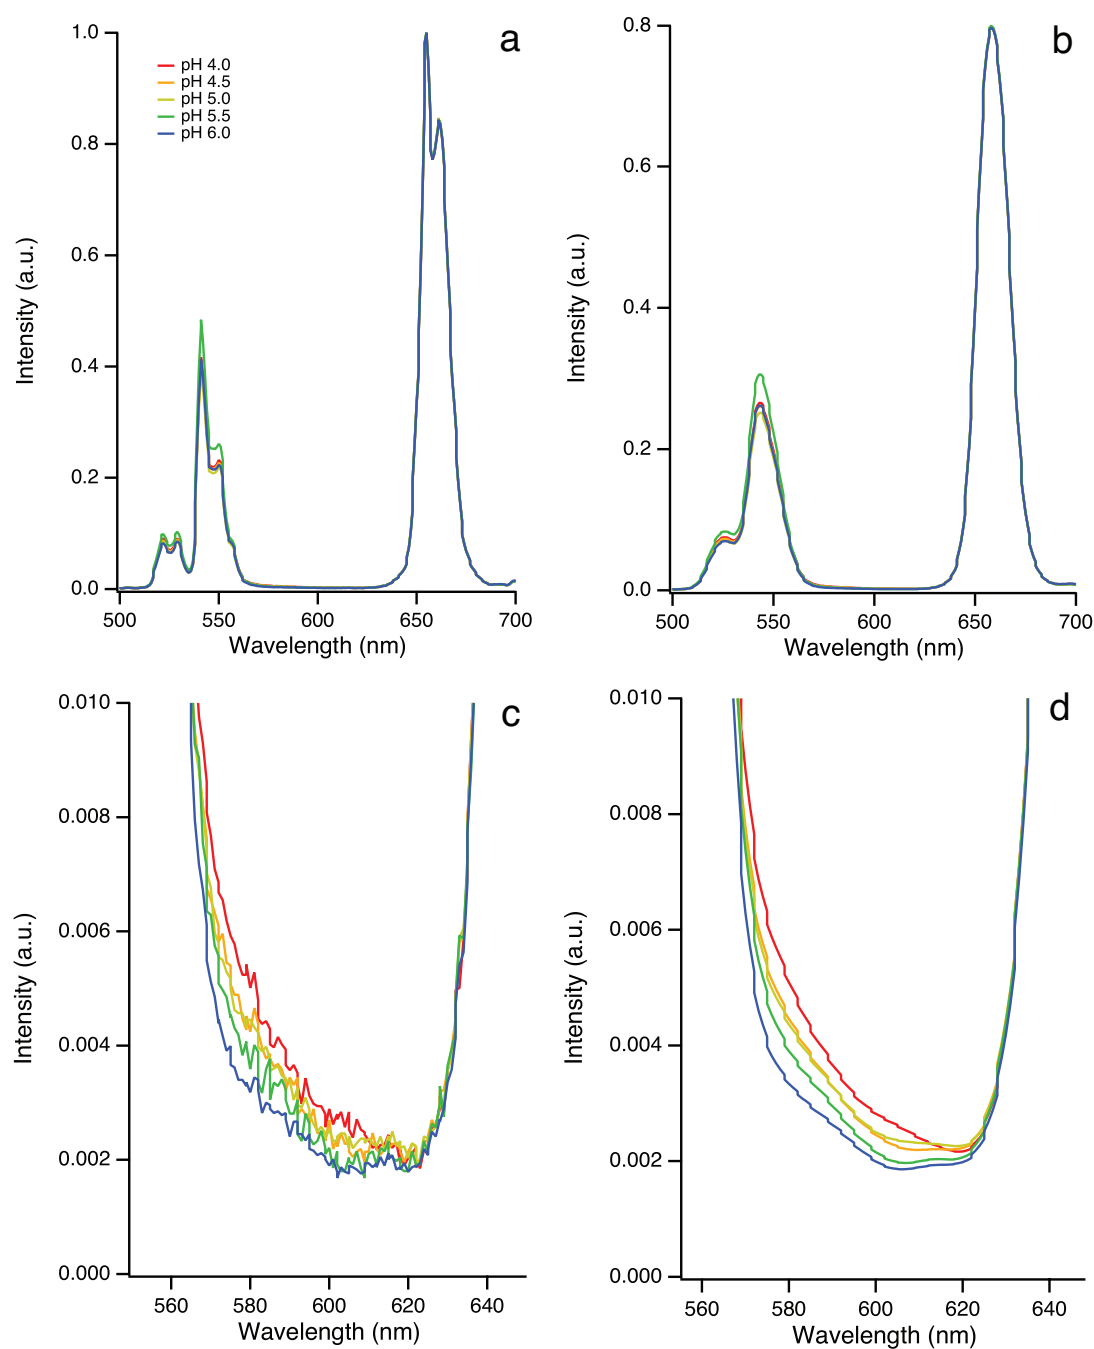 a
1.0
0.8
0.6
0.4
0.2
0.0
pH 4.0
pH 4.5
pH 5.0
pH 5.5
pH 6.0
Intensity (a.u.)
500 550 600 650 700
Wavelength (nm)
b
0.8
0.6
0.4
0.2
0.0
Intensity (a.u.)
500 550 600 650 700
Wavelength (nm)
c
0.010
0.008
0.006
0.004
0.002
0.000
Intensity (a.u.)
560 580 600 620 640
Wavelength (nm)
d
0.010
0.008
0.006
0.004
0.002
0.000
Intensity (a.u.)
560 580 600 620 640
Wavelength (nm)